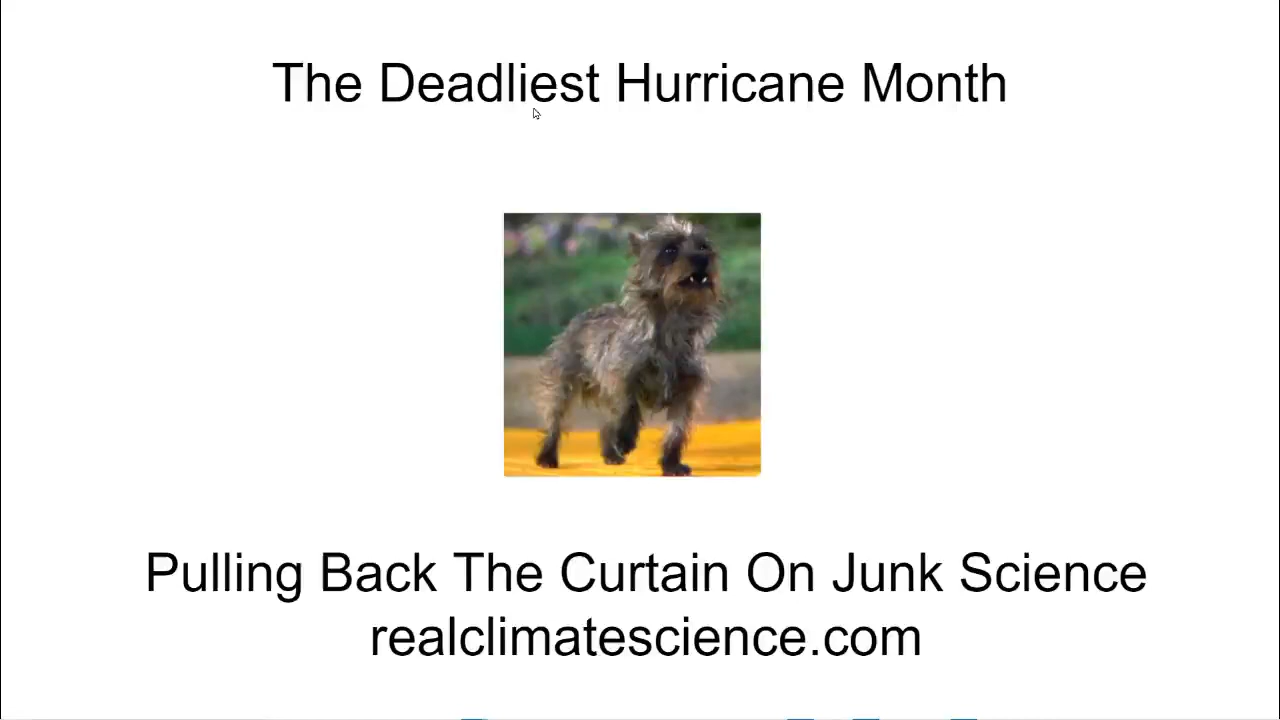 The Deadliest Hurricane Month
Pulling Back The Curtain On Junk Science
realclimatescience.com